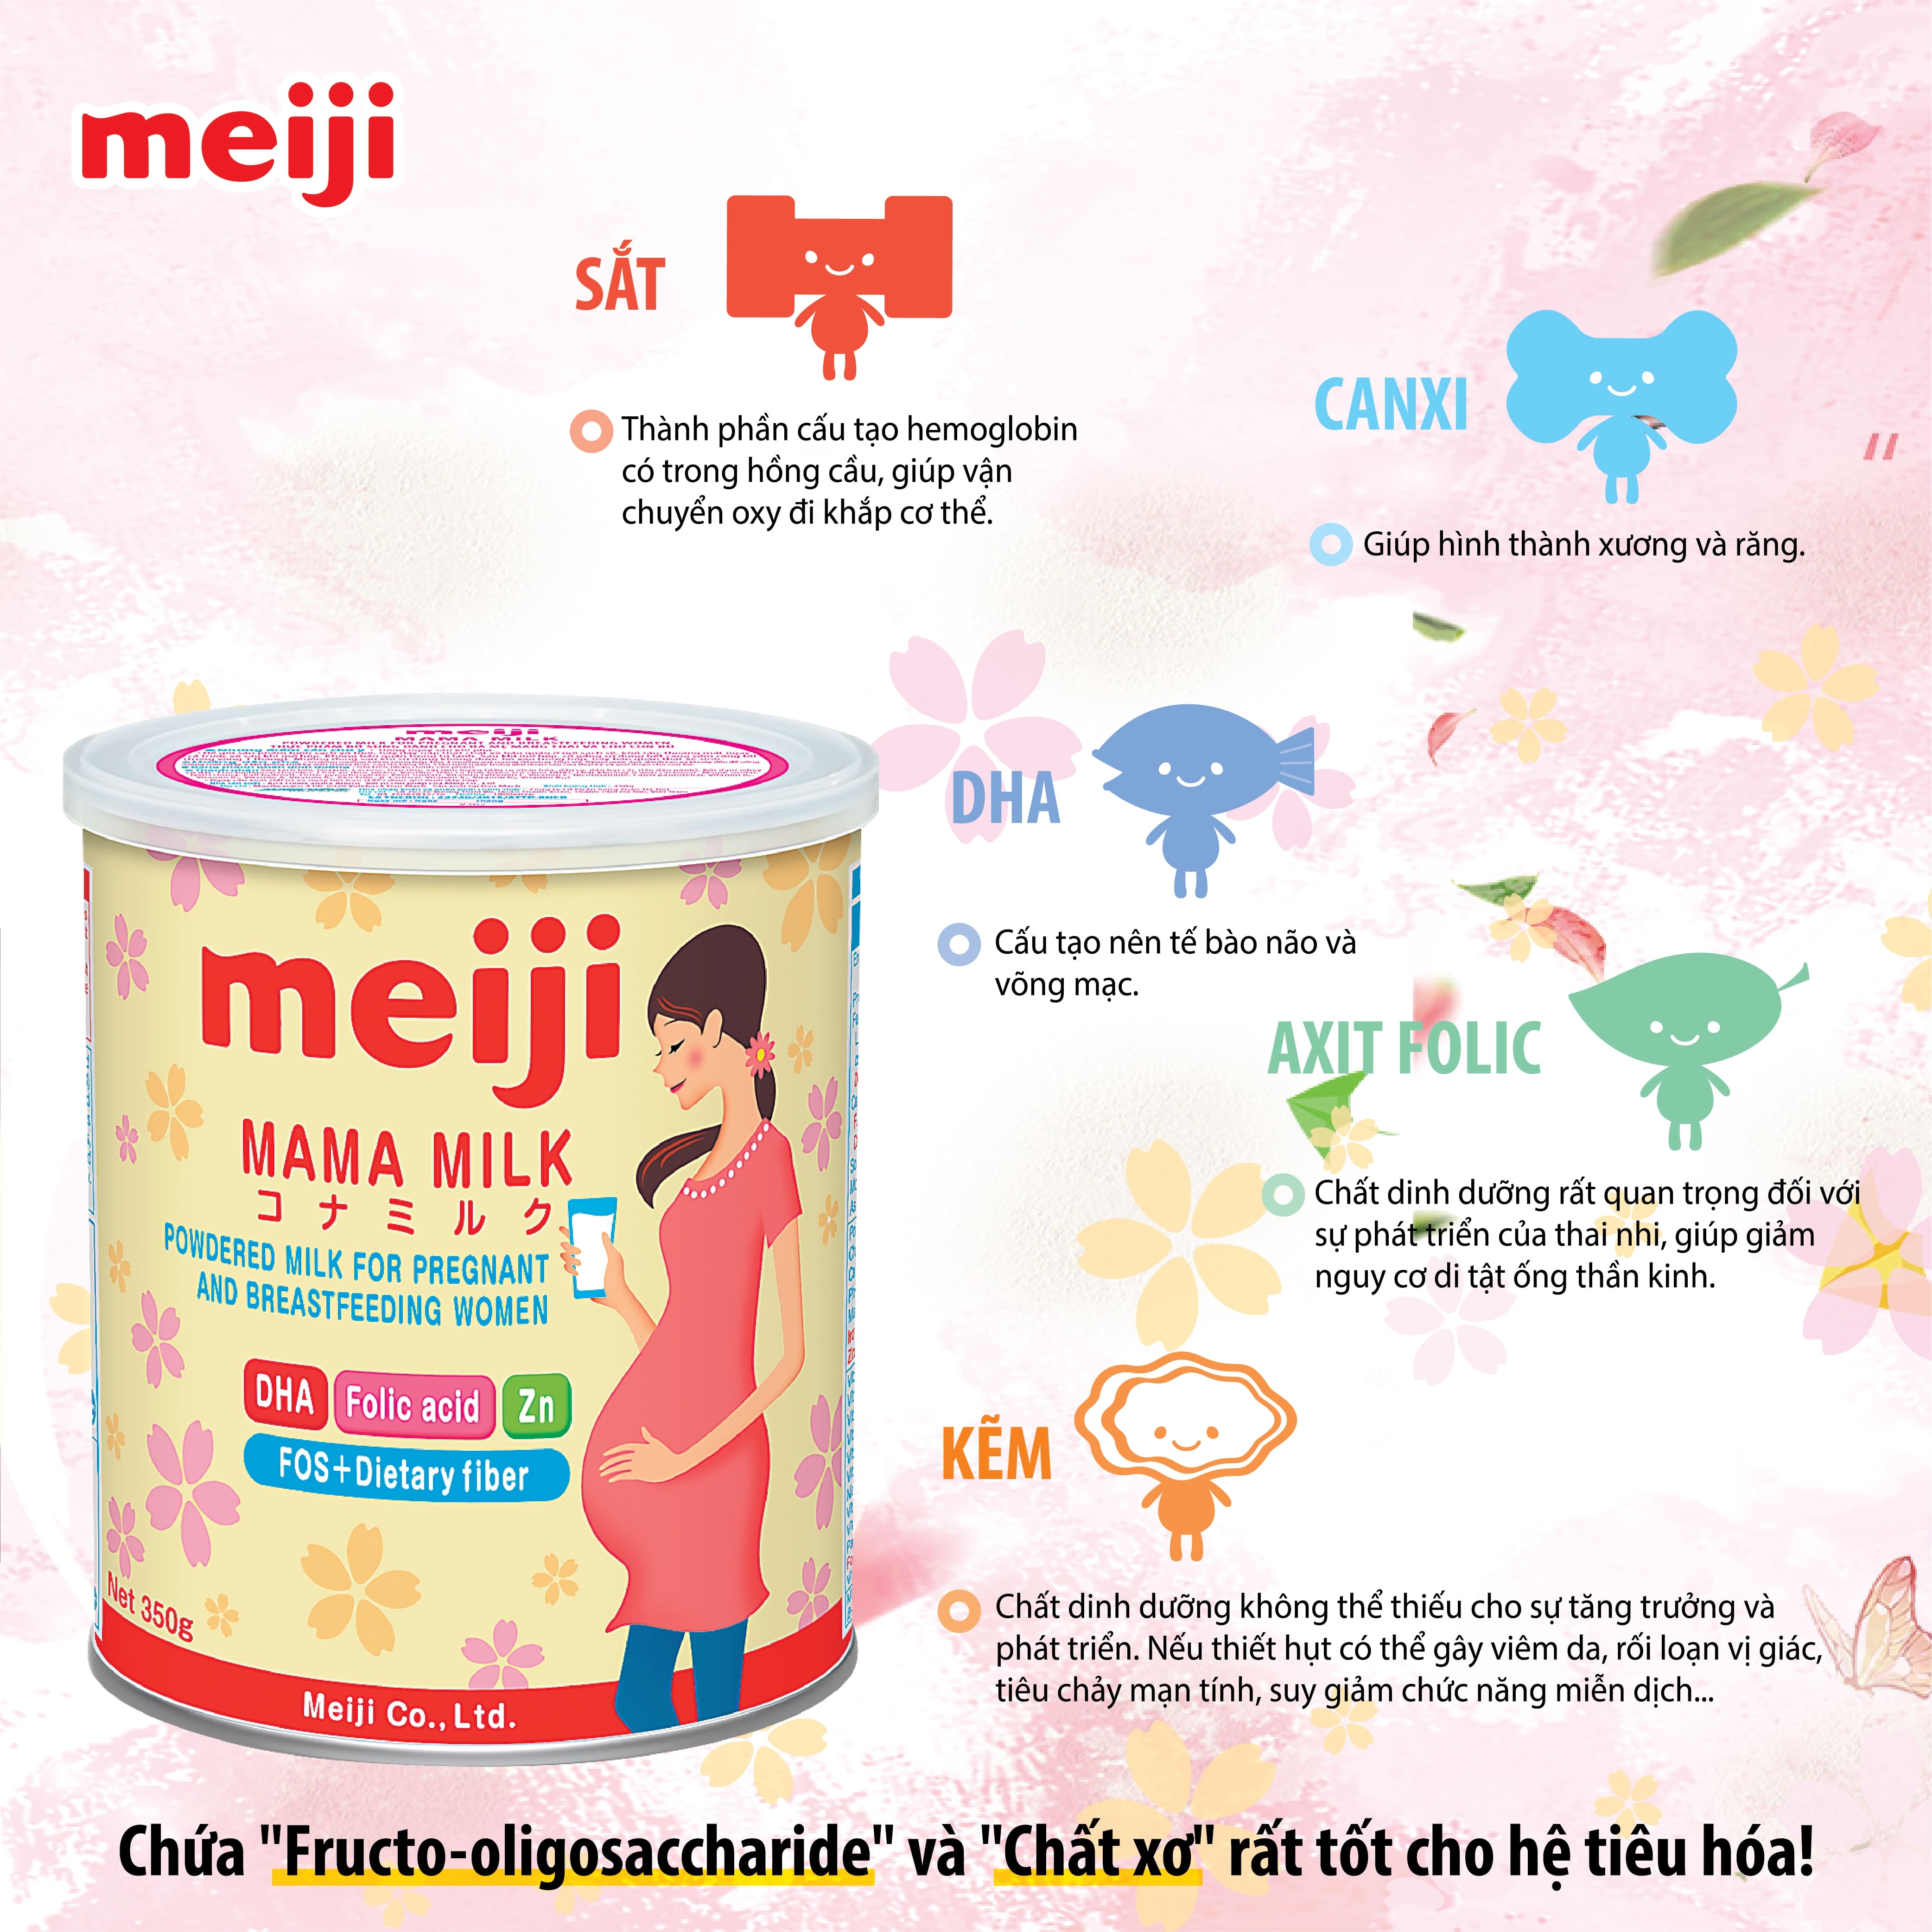 meiji
SẮT
Thành phần cấu tạo hemoglobin
có trong hồng cầu, giúp vận
chuyển oxy đi khắp cơ thể.
CANXI
Giúp hình thành xương và răng.
DHA
Cấu tạo nên tế bào não và
võng mạc.
AXIT FOLIC
Chất dinh dưỡng rất quan trọng đối với
sự phát triển của thai nhi, giúp giảm
nguy cơ di tật ống thần kinh.
KẼM
Chất dinh dưỡng không thể thiếu cho sự tăng trưởng và
phát triển. Nếu thiết hụt có thể gây viêm da, rối loạn vị giác,
tiêu chảy mạn tính, suy giảm chức năng miễn dịch...
meiji
MAMA MILK
meiji
MAMA MILK
コナミルク
POWDERED MILK FOR PREGNANT
AND BREASTFEEDING WOMEN
DHA Folic acid Zn
FOS+Dietary fiber
Net 350g
Meiji Co., Ltd.
Chứa "Fructo-oligosaccharide" và "Chất xơ" rất tốt cho hệ tiêu hóa!